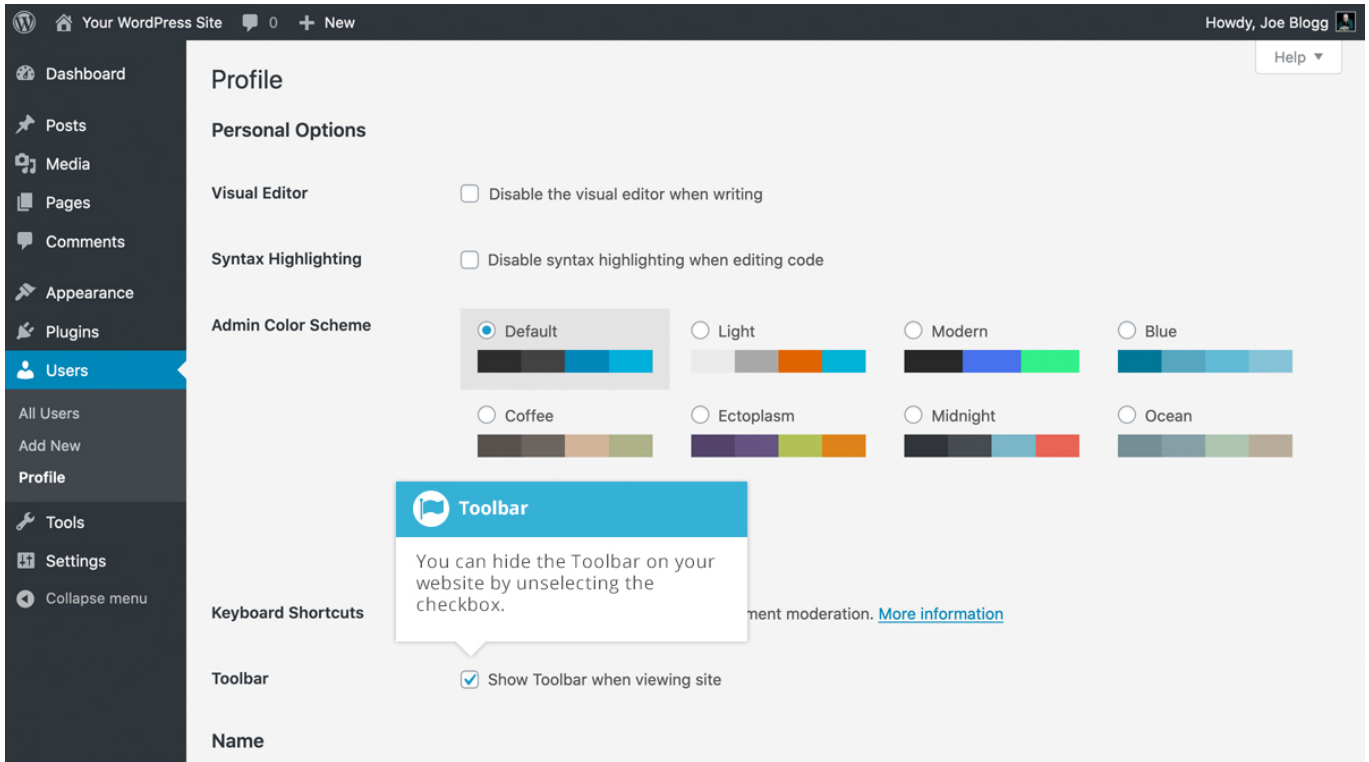 Your WordPress Site 0 + New Howdy, Joe Blogg
Help
Dashboard
Posts
Media
Pages
Comments
Appearance
Plugins
Users
All Users
Add New
Profile
Tools
Settings
Collapse menu
Profile
Personal Options
Visual Editor Disable the visual editor when writing
Syntax Highlighting Disable syntax highlighting when editing code
Admin Color Scheme Default Light Modern Blue
Coffee Ectoplasm Midnight Ocean
Toolbar
You can hide the Toolbar on your
website by unselecting the
checkbox.
Keyboard Shortcuts moderation. More information
Toolbar Show Toolbar when viewing site
Name